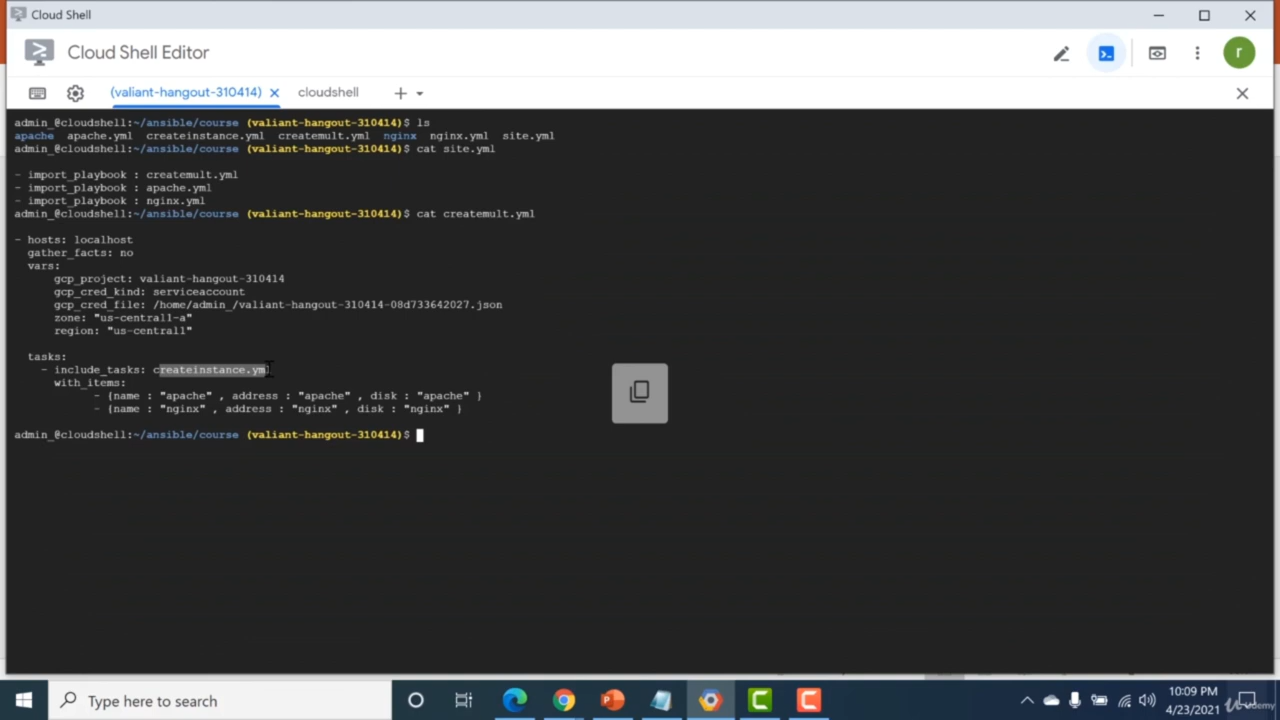 Cloud Shell
Cloud Shell Editor
r
(valiant-hangout-310414)
cloudshell
admin_@cloudshell:~/ansible/course (valiant-hangout-310414)$ ls
apache apache.yml createinstance.yml createmult.yml nginx nginx.yml site.yml
admin_@cloudshell:~/ansible/course (valiant-hangout-310414)$ cat site.yml
- import_playbook : createmult.yml
- import_playbook : apache.yml
- import_playbook : nginx.yml
admin_@cloudshell:~/ansible/course (valiant-hangout-310414)$ cat createmult.yml
- hosts: localhost
gather_facts: no
vars:
gcp_project: valiant-hangout-310414
gcp_cred_kind: serviceaccount
gcp_cred_file: /home/admin_/valiant-hangout-310414-08d733642027.json
zone: "us-central1-a"
region: "us-central1"
tasks:
- include_tasks: createinstance.yml
with_items:
- {name : "apache" , address : "apache" , disk : "apache" }
- {name : "nginx" , address : "nginx" , disk : "nginx" }
admin_@cloudshell:~/ansible/course (valiant-hangout-310414)$
Type here to search
10:09 PM
4/23/2021
Udemy